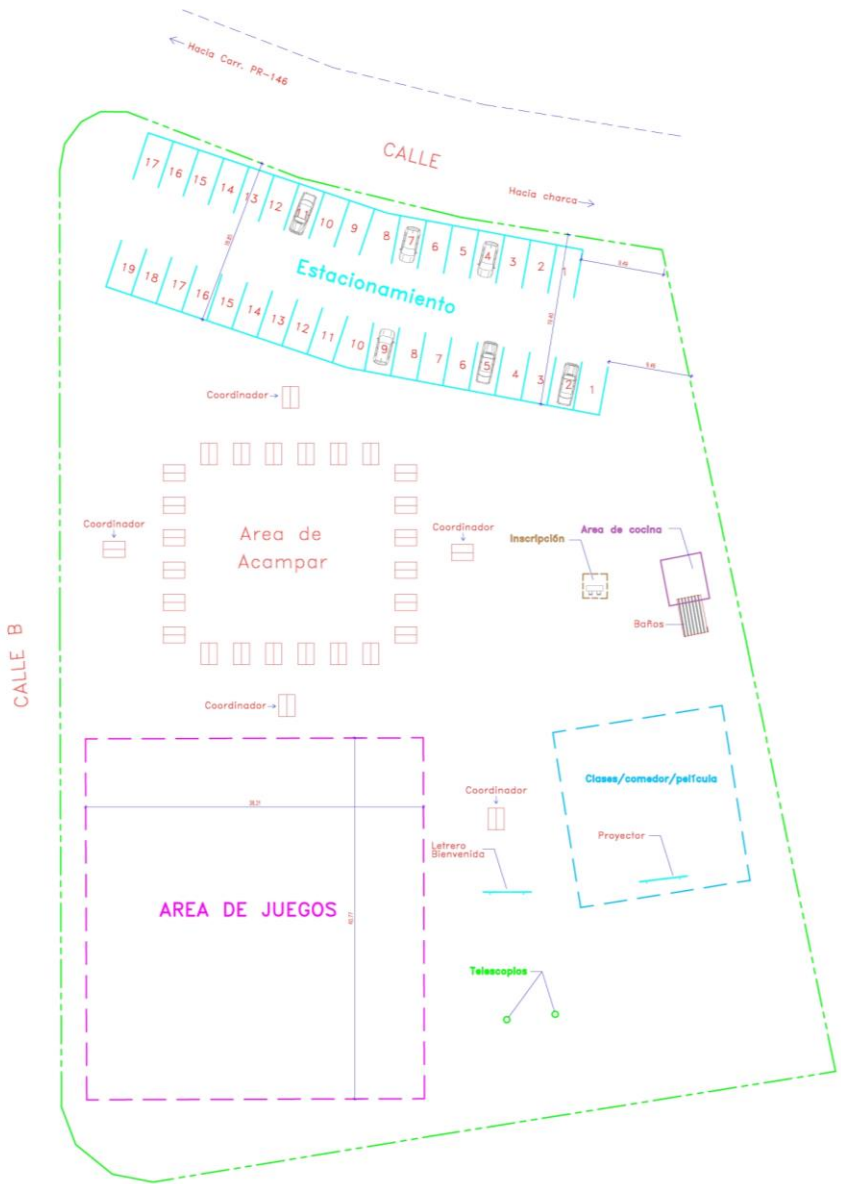 Hacia Carr. PR-146
CALLE
Hacia charca
17
16
15
14
13
12
11
10
9
8
7
6
5
4
3
2
1
Estacionamiento
19
18
17
16
15
14
13
12
11
10
9
8
7
6
5
4
3
2
1
Coordinador
Coordinador
Area de
Acampar
Coordinador
Inscripción
Area de cocina
Baños
CALLE B
Coordinador
Clases/comedor/película
Coordinador
Proyector
Letrero
Bienvenida
AREA DE JUEGOS
Telescopios